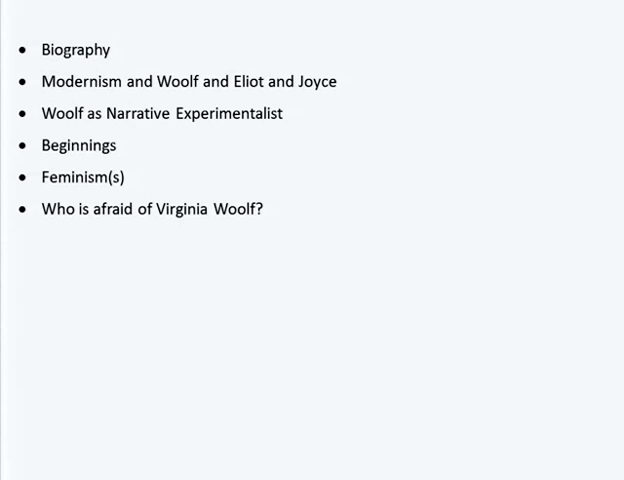 • Biography
• Modernism and Woolf and Eliot and Joyce
• Woolf as Narrative Experimentalist
• Beginnings
• Feminism(s)
• Who is afraid of Virginia Woolf?